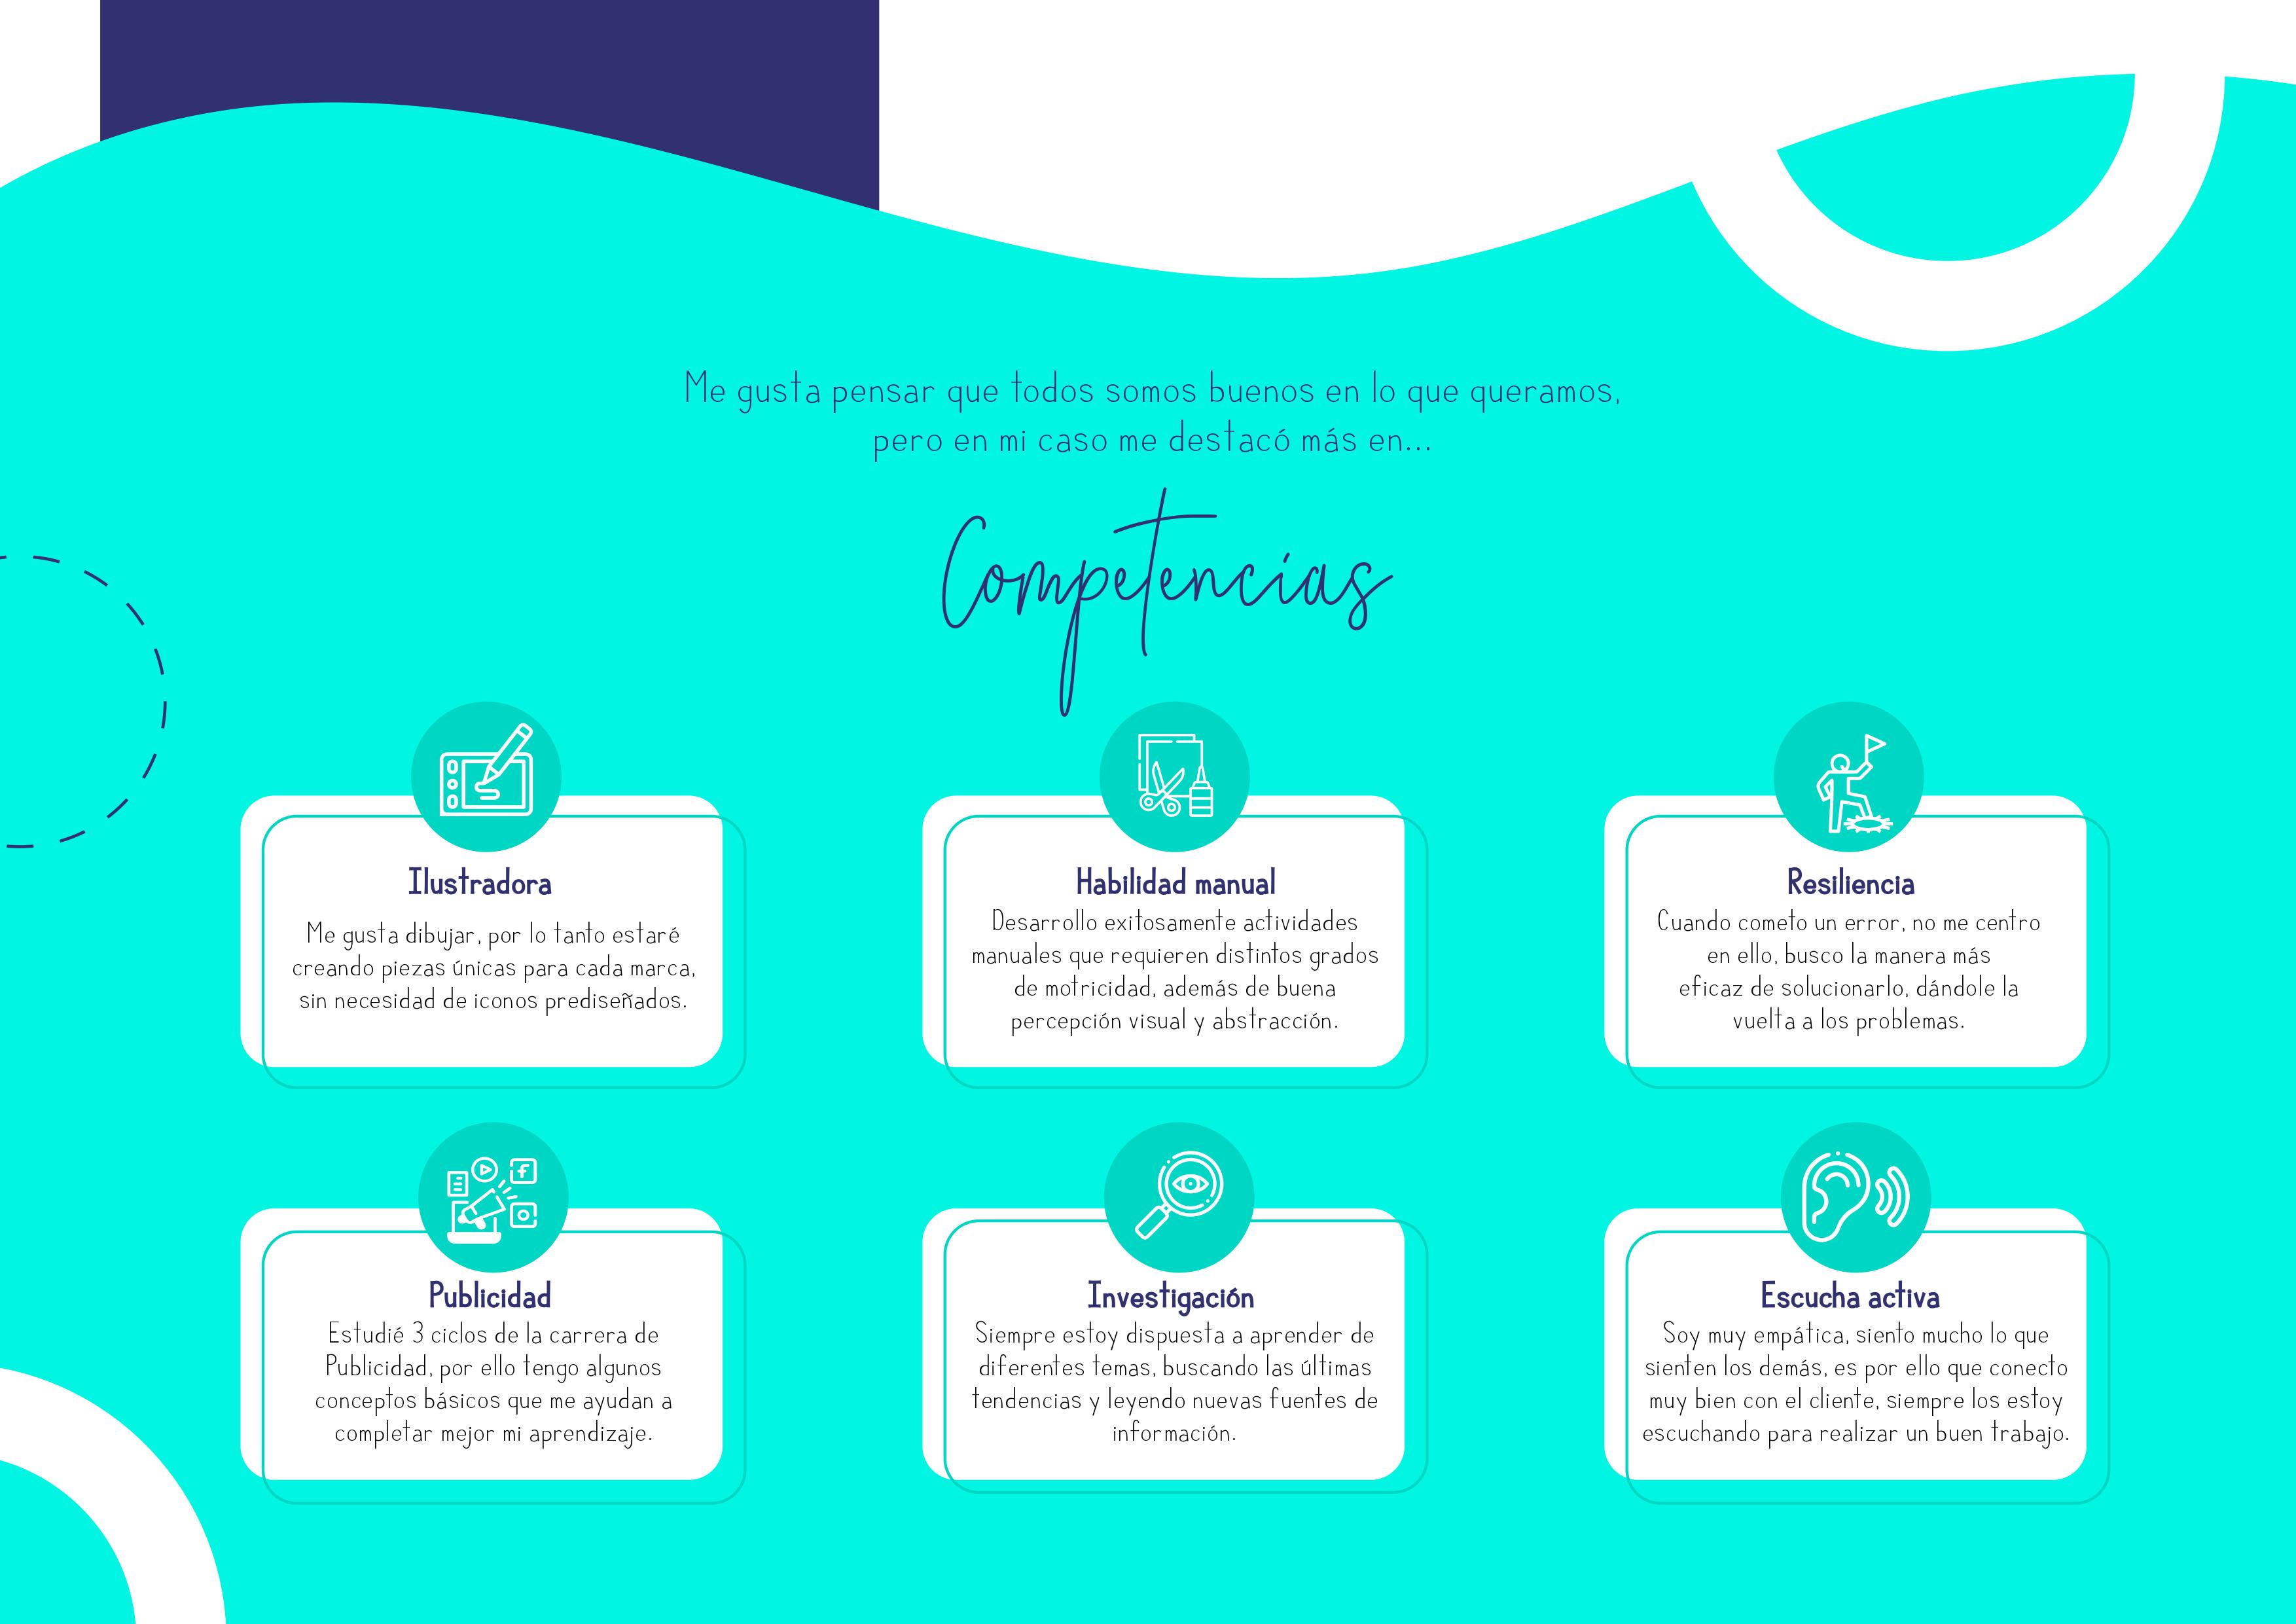 Me gusta pensar que todos somos buenos en lo que queramos,
pero en mi caso me destacó más en...
Competencias
Ilustradora
Me gusta dibujar, por lo tanto estaré
creando piezas únicas para cada marca,
sin necesidad de iconos prediseñados.
Habilidad manual
Desarrollo exitosamente actividades
manuales que requieren distintos grados
de motricidad, además de buena
percepción visual y abstracción.
Resiliencia
Cuando cometo un error, no me centro
en ello, busco la manera más
eficaz de solucionarlo, dándole la
vuelta a los problemas.
Publicidad
Estudié 3 ciclos de la carrera de
Publicidad, por ello tengo algunos
conceptos básicos que me ayudan a
completar mejor mi aprendizaje.
Investigación
Siempre estoy dispuesta a aprender de
diferentes temas, buscando las últimas
tendencias y leyendo nuevas fuentes de
información.
Escucha activa
Soy muy empática, siento mucho lo que
sienten los demás, es por ello que conecto
muy bien con el cliente, siempre los estoy
escuchando para realizar un buen trabajo.